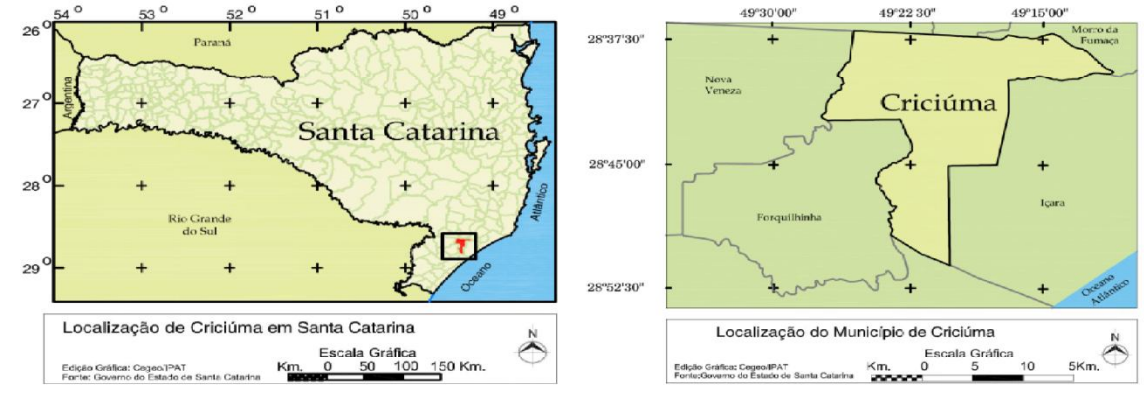 54° 53° 52° 51° 50° 49°
26°
27°
28°
29°
Paraná
Argentina
Santa Catarina
Rio Grande
do Sul
Atlântico
Oceano
Localização de Criciúma em Santa Catarina
N
Escala Gráfica
Km. 0 50 100 150 Km.
Edição Gráfica: Cegeo/IPAT
Fonte: Governo do Estado de Santa Catarina
49°30'00" 49°22'30" 49°15'00"
28°37'30"
28°45'00"
28°52'30"
Morro da
Fumaça
Nova
Veneza
Criciúma
Içara
Forquilhinha
Oceano
Atlântico
Localização do Município de Criciúma
N
Escala Gráfica
Km. 0 5 10 5Km.
Edição Gráfica: Cegeo/IPAT
Fonte:Governo do Estado de Santa Catarina